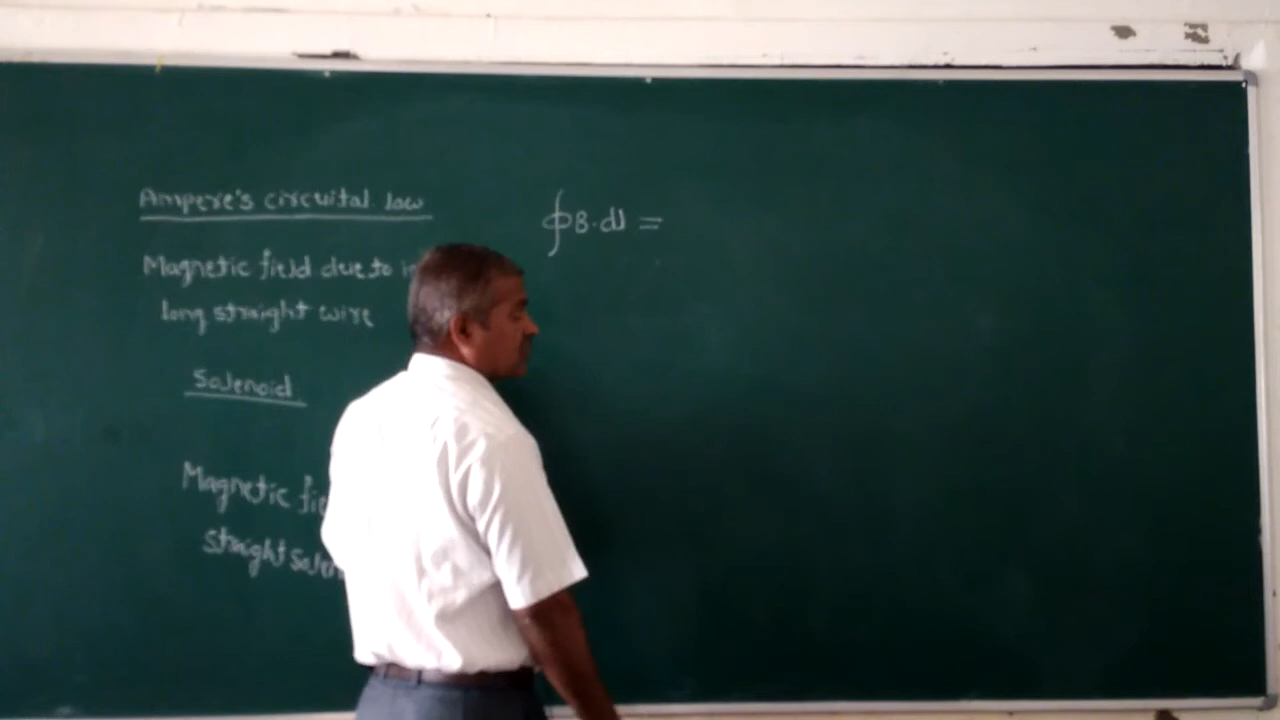 Ampere's circuital law
Magnetic field due to
long straight wire
Solenoid
Magnetic
straight
∮B.dl =